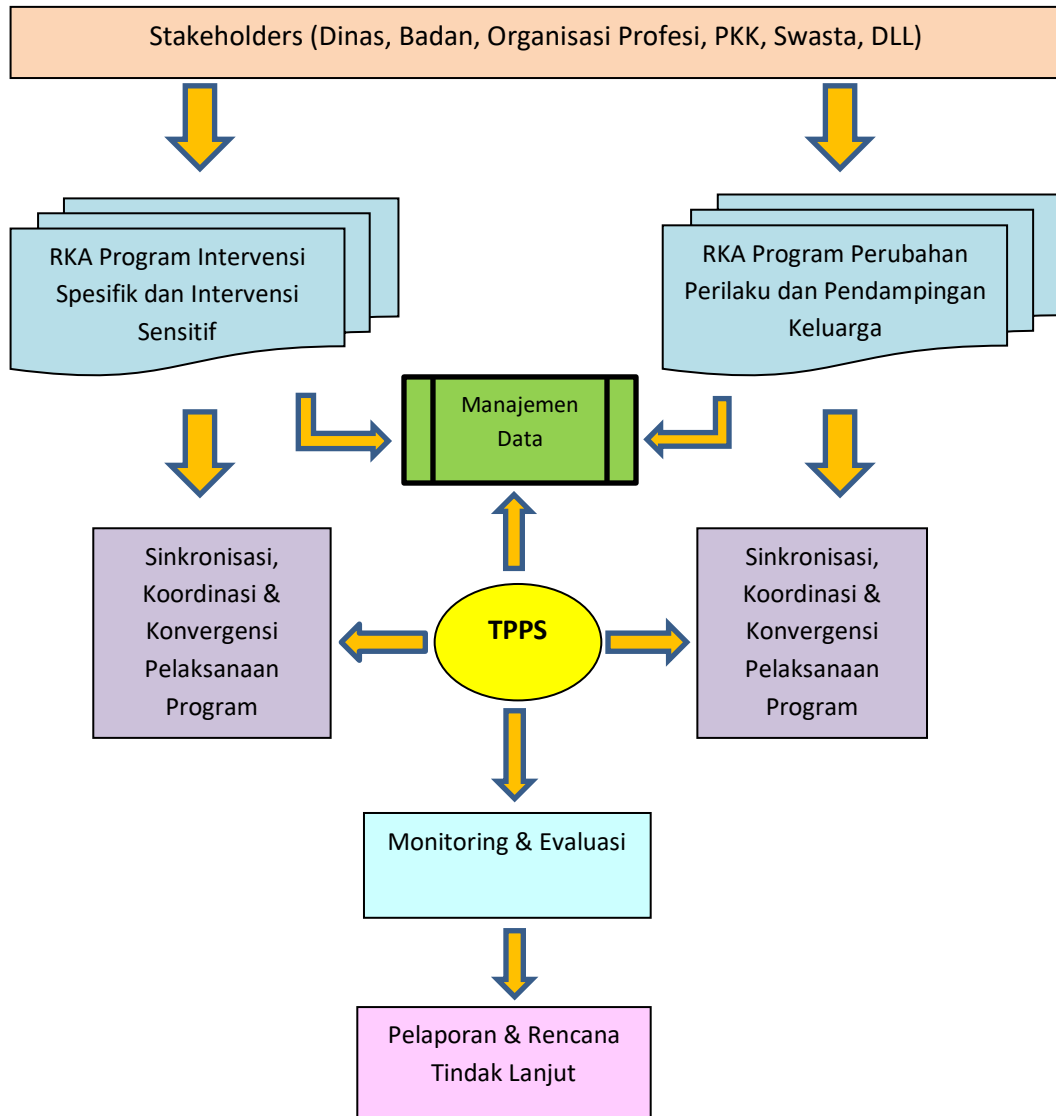 Stakeholders (Dinas, Badan, Organisasi Profesi, PKK, Swasta, DLL)
RKA Program Intervensi
Spesifik dan Intervensi
Sensitif
RKA Program Perubahan
Perilaku dan Pendampingan
Keluarga
Manajemen
Data
Sinkronisasi,
Koordinasi &
Konvergensi
Pelaksanaan
Program
TPPS
Sinkronisasi,
Koordinasi &
Konvergensi
Pelaksanaan
Program
Monitoring & Evaluasi
Pelaporan & Rencana
Tindak Lanjut